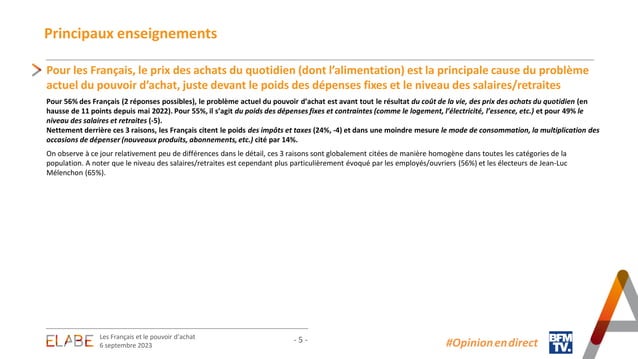 Principaux enseignements
Pour les Français, le prix des achats du quotidien (dont l’alimentation) est la principale cause du problème
actuel du pouvoir d’achat, juste devant le poids des dépenses fixes et le niveau des salaires/retraites
Pour 56% des Français (2 réponses possibles), le problème actuel du pouvoir d’achat est avant tout le résultat du coût de la vie, des prix des achats du quotidien (en
hausse de 11 points depuis mai 2022). Pour 55%, il s’agit du poids des dépenses fixes et contraintes (comme le logement, l’électricité, l’essence, etc.) et pour 49% le
niveau des salaires et retraites (-5).
Nettement derrière ces 3 raisons, les Français citent le poids des impôts et taxes (24%, -4) et dans une moindre mesure le mode de consommation, la multiplication des
occasions de dépenser (nouveaux produits, abonnements, etc.) cité par 14%.
On observe à ce jour relativement peu de différences dans le détail, ces 3 raisons sont globalement citées de manière homogène dans toutes les catégories de la
population. A noter que le niveau des salaires/retraites est cependant plus particulièrement évoqué par les employés/ouvriers (56%) et les électeurs de Jean-Luc
Mélenchon (65%).
ELABE
Les Français et le pouvoir d’achat
6 septembre 2023
- 5 -
#Opinionendirect
BFM
TV.